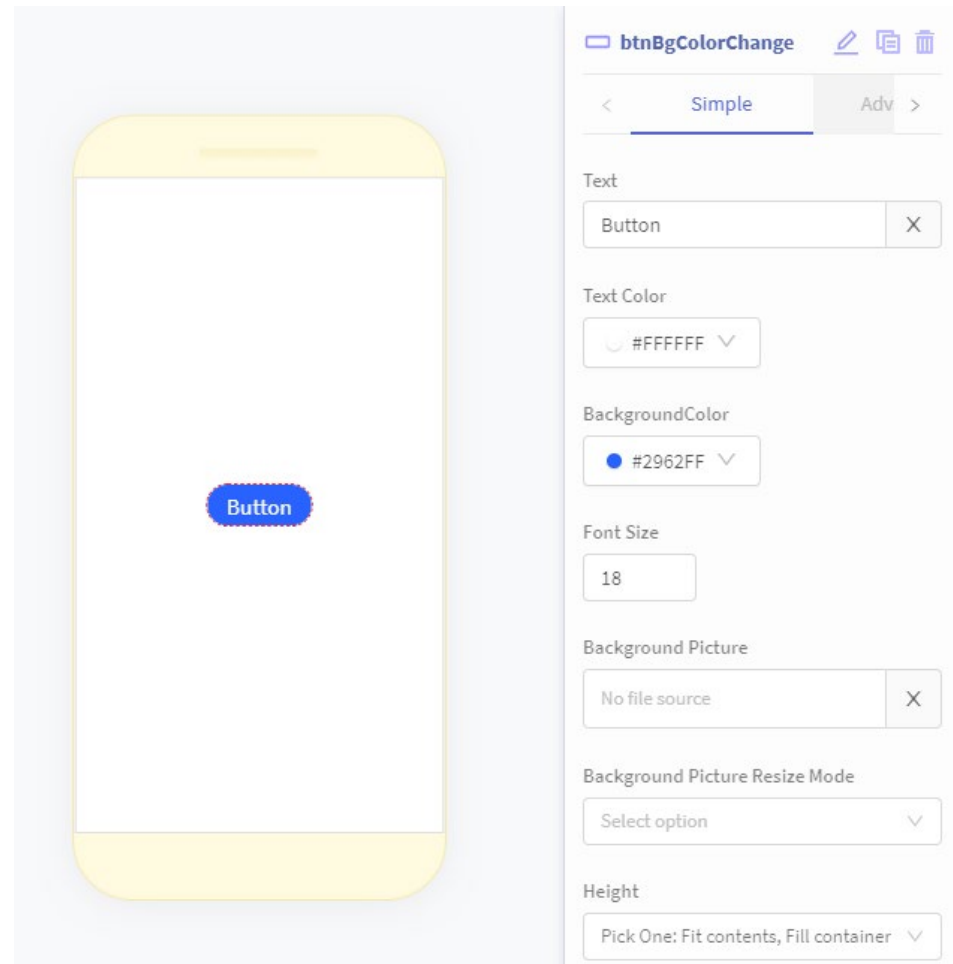 btnBgColorChange
Simple
Adv
Text
Button
X
Text Color
#FFFFFF
BackgroundColor
#2962FF
Button
Font Size
18
Background Picture
No file source
X
Background Picture Resize Mode
Select option
Height
Pick One: Fit contents, Fill container